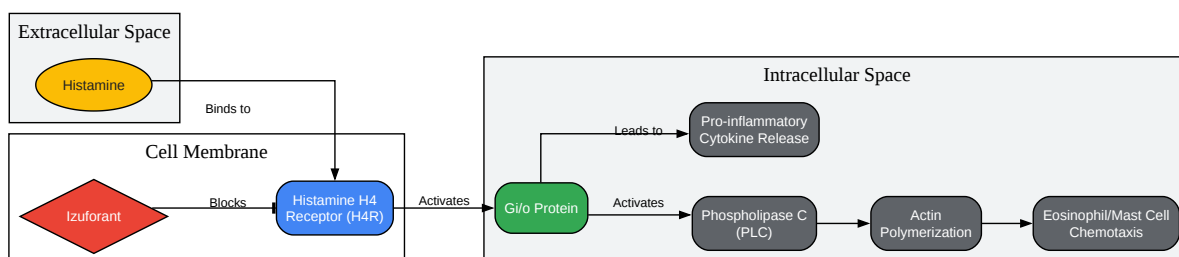 Extracellular Space
Histamine
Binds to
Cell Membrane
Izuforant
Blocks
Histamine H4
Receptor (H4R)
Activates
Intracellular Space
Gi/o Protein
Leads to
Pro-inflammatory
Cytokine Release
Activates
Phospholipase C
(PLC)
Actin
Polymerization
Eosinophil/Mast Cell
Chemotaxis